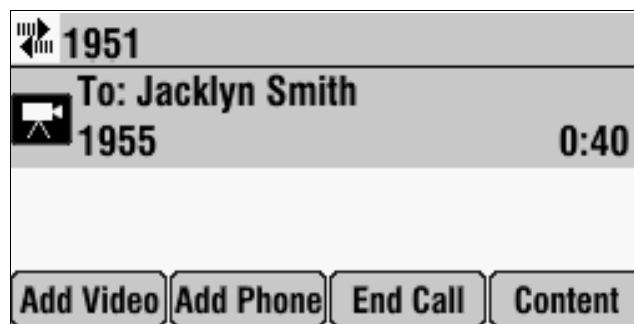 1951
To: Jacklyn Smith
1955 0:40
Add Video Add Phone End Call Content